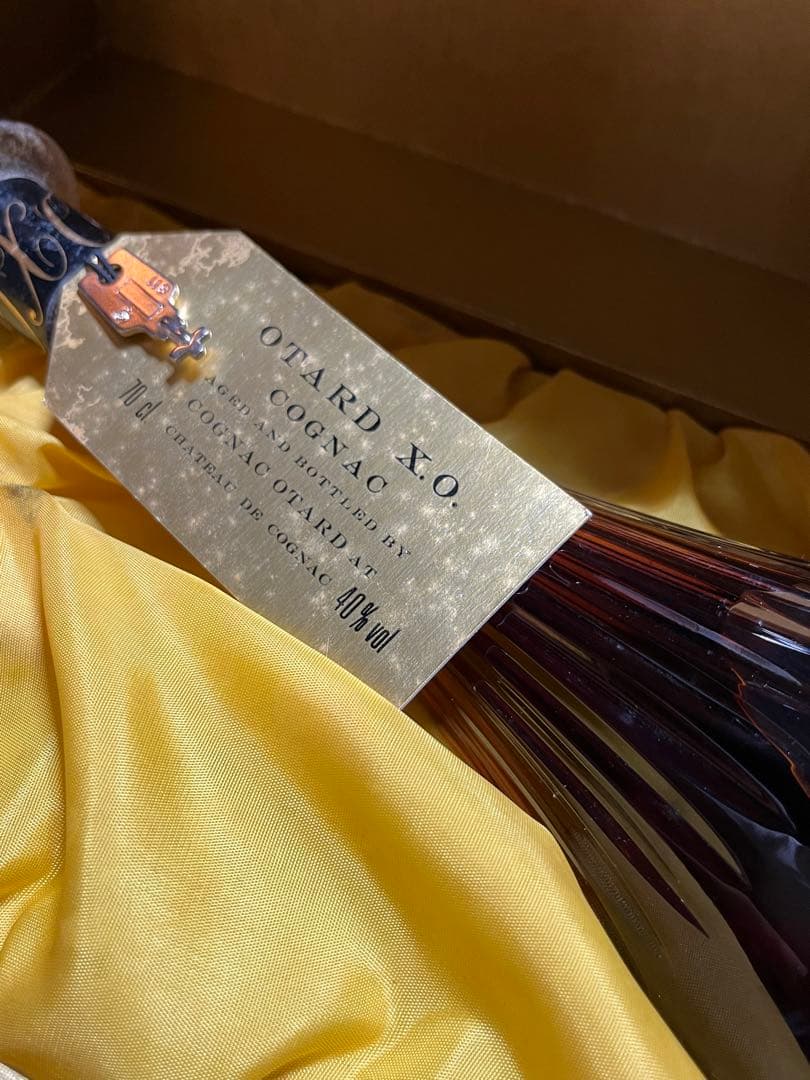 OTARD X.O.
COGNAC
AGED AND BOTTLED BY
COGNAC OTARD AT
CHATEAU DE COGNAC
70 cl
40% vol